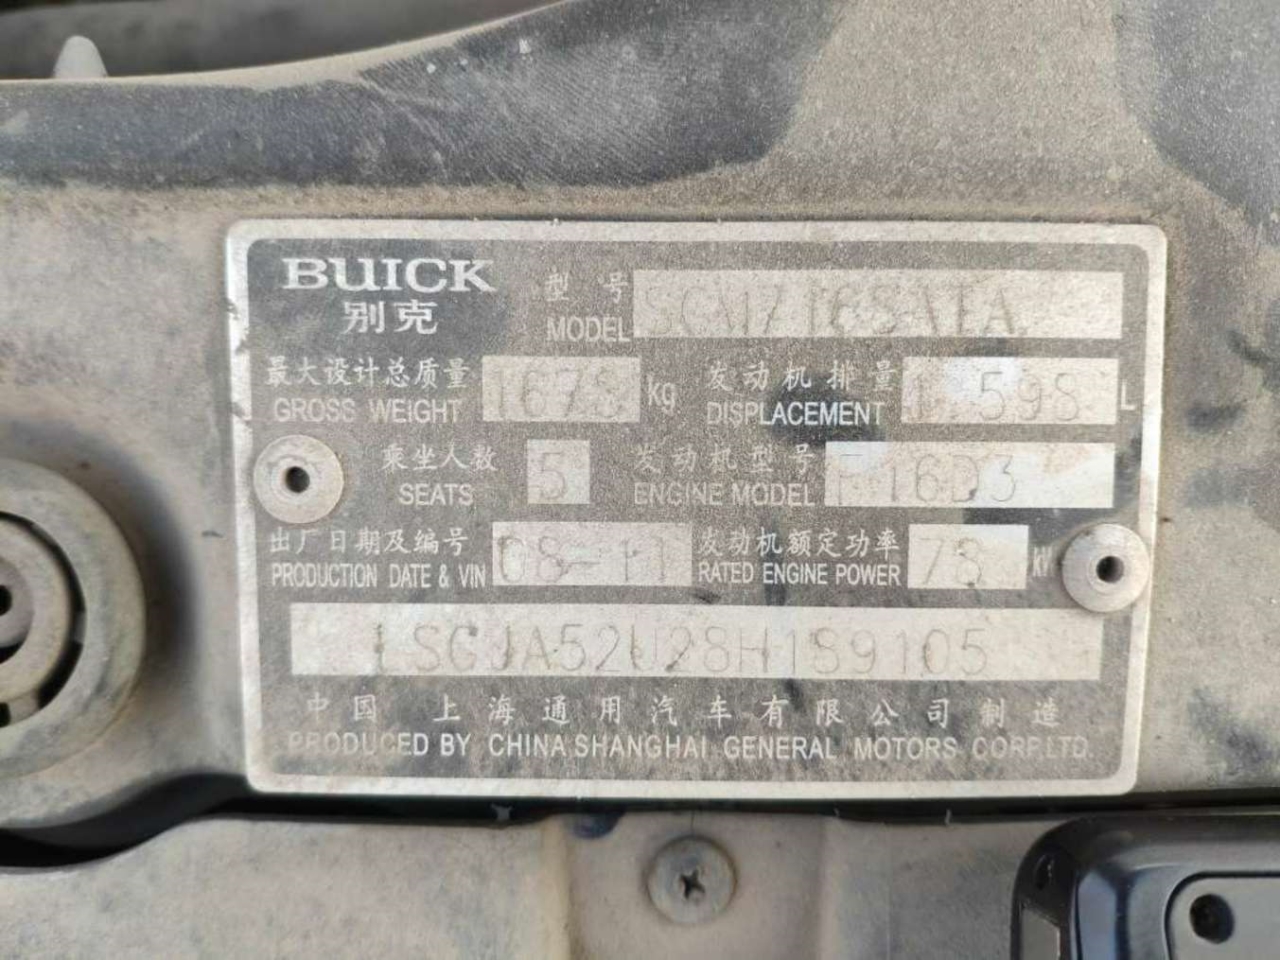 BUICK
别克
型号 SGM7168ATA
MODEL
最大设计总质量 1678 kg
GROSS WEIGHT
发动机排量 1.598 L
DISPLACEMENT
乘坐人数 5
SEATS
发动机型号 F16D3
ENGINE MODEL
出厂日期及编号 08-11
PRODUCTION DATE & VIN
发动机额定功率 78 kW
RATED ENGINE POWER
LSGJA52U28H189105
中国 上海通用汽车有限公司制造
PRODUCED BY CHINA SHANGHAI GENERAL MOTORS CORP.LTD.